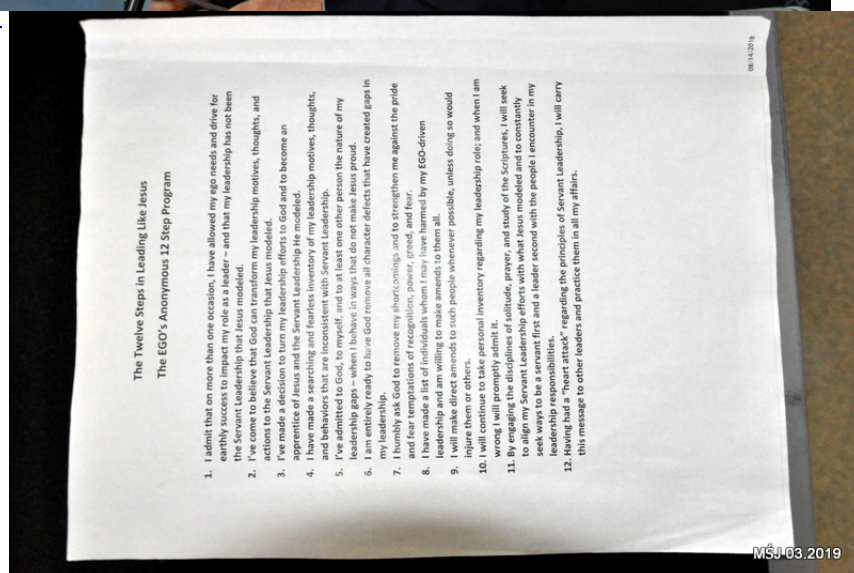 The Twelve Steps in Leading Like Jesus
The EGO's Anonymous 12 Step Program
1. I admit that on more than one occasion, I have allowed my ego needs and drive for
earthly success to impact my role as a leader – and that my leadership has not been
the Servant Leadership that Jesus modeled.
2. I've come to believe that God can transform my leadership motives, thoughts, and
actions to the Servant Leadership that Jesus modeled.
3. I've made a decision to turn my leadership efforts to God and to become an
apprentice of Jesus and the Servant Leadership He modeled.
4. I have made a searching and fearless inventory of my leadership motives, thoughts,
and behaviors that are inconsistent with Servant Leadership.
5. I've admitted to God, to myself, and to at least one other person the nature of my
leadership gaps – when I behave in ways that do not make Jesus proud.
6. I am entirely ready to have God remove all character defects that have created gaps in
my leadership.
7. I humbly ask God to remove my shortcomings and to strengthen me against the pride
and fear temptations of recognition, power, greed, and fear.
8. I have made a list of individuals whom I may have harmed by my EGO-driven
leadership and am willing to make amends to them all.
9. I will make direct amends to such people whenever possible, unless doing so would
injure them or others.
10. I will continue to take personal inventory regarding my leadership role; and when I am
wrong I will promptly admit it.
11. By engaging the disciplines of solitude, prayer, and study of the Scriptures, I will seek
to align my Servant Leadership efforts with what Jesus modeled and to constantly
seek ways to be a servant first and a leader second with the people I encounter in my
leadership responsibilities.
12. Having had a "heart attack" regarding the principles of Servant Leadership, I will carry
this message to other leaders and practice them in all my affairs.
08/14/2018
MŠJ 03.2019